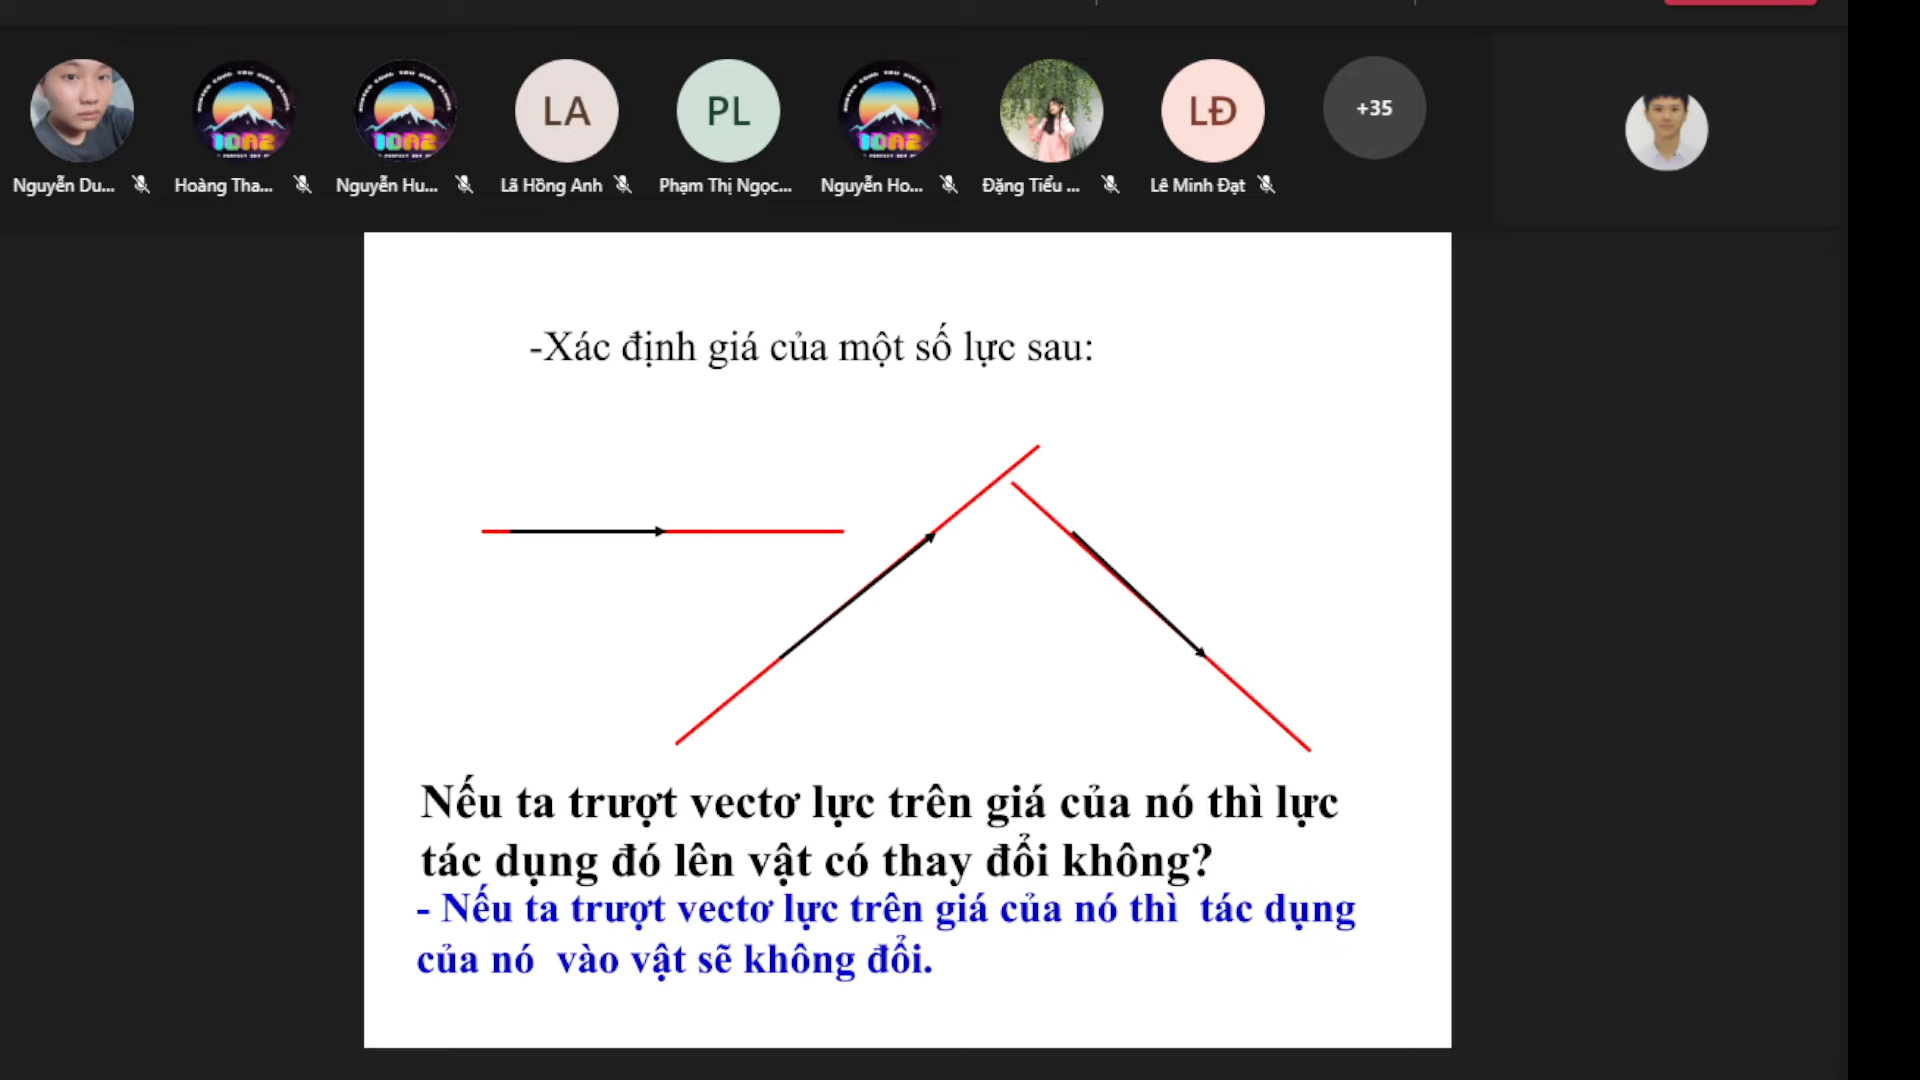 LA
PL
LĐ
+35
10A2
10A2
10A2
Nguyễn Du...
Hoàng Tha...
Nguyễn Hu...
Lã Hồng Anh
Phạm Thị Ngọc...
Nguyễn Ho...
Đặng Tiểu ...
Lê Minh Đạt
-Xác định giá của một số lực sau:
Nếu ta trượt vectơ lực trên giá của nó thì lực
tác dụng đó lên vật có thay đổi không?
- Nếu ta trượt vectơ lực trên giá của nó thì tác dụng
của nó vào vật sẽ không đổi.